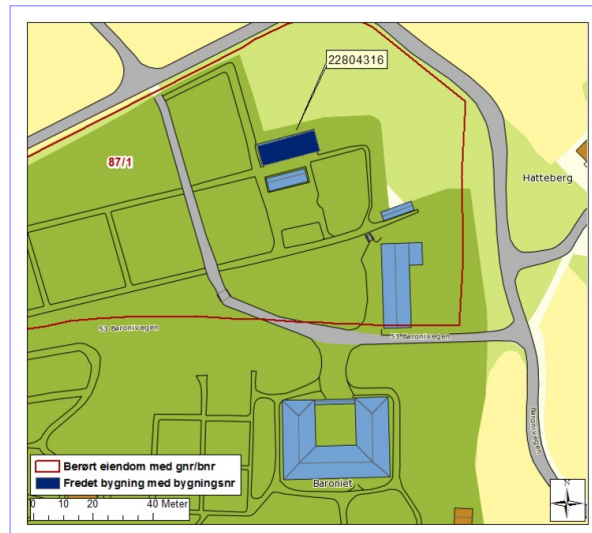 22804316
87/1
Hatteberg
53 Baronivegen
53 Baronivegen
Baronivegen
Baroniet
Berørt eiendom med gnr/bnr
Fredet bygning med bygningsnr
0 10 20 40 Meter
N